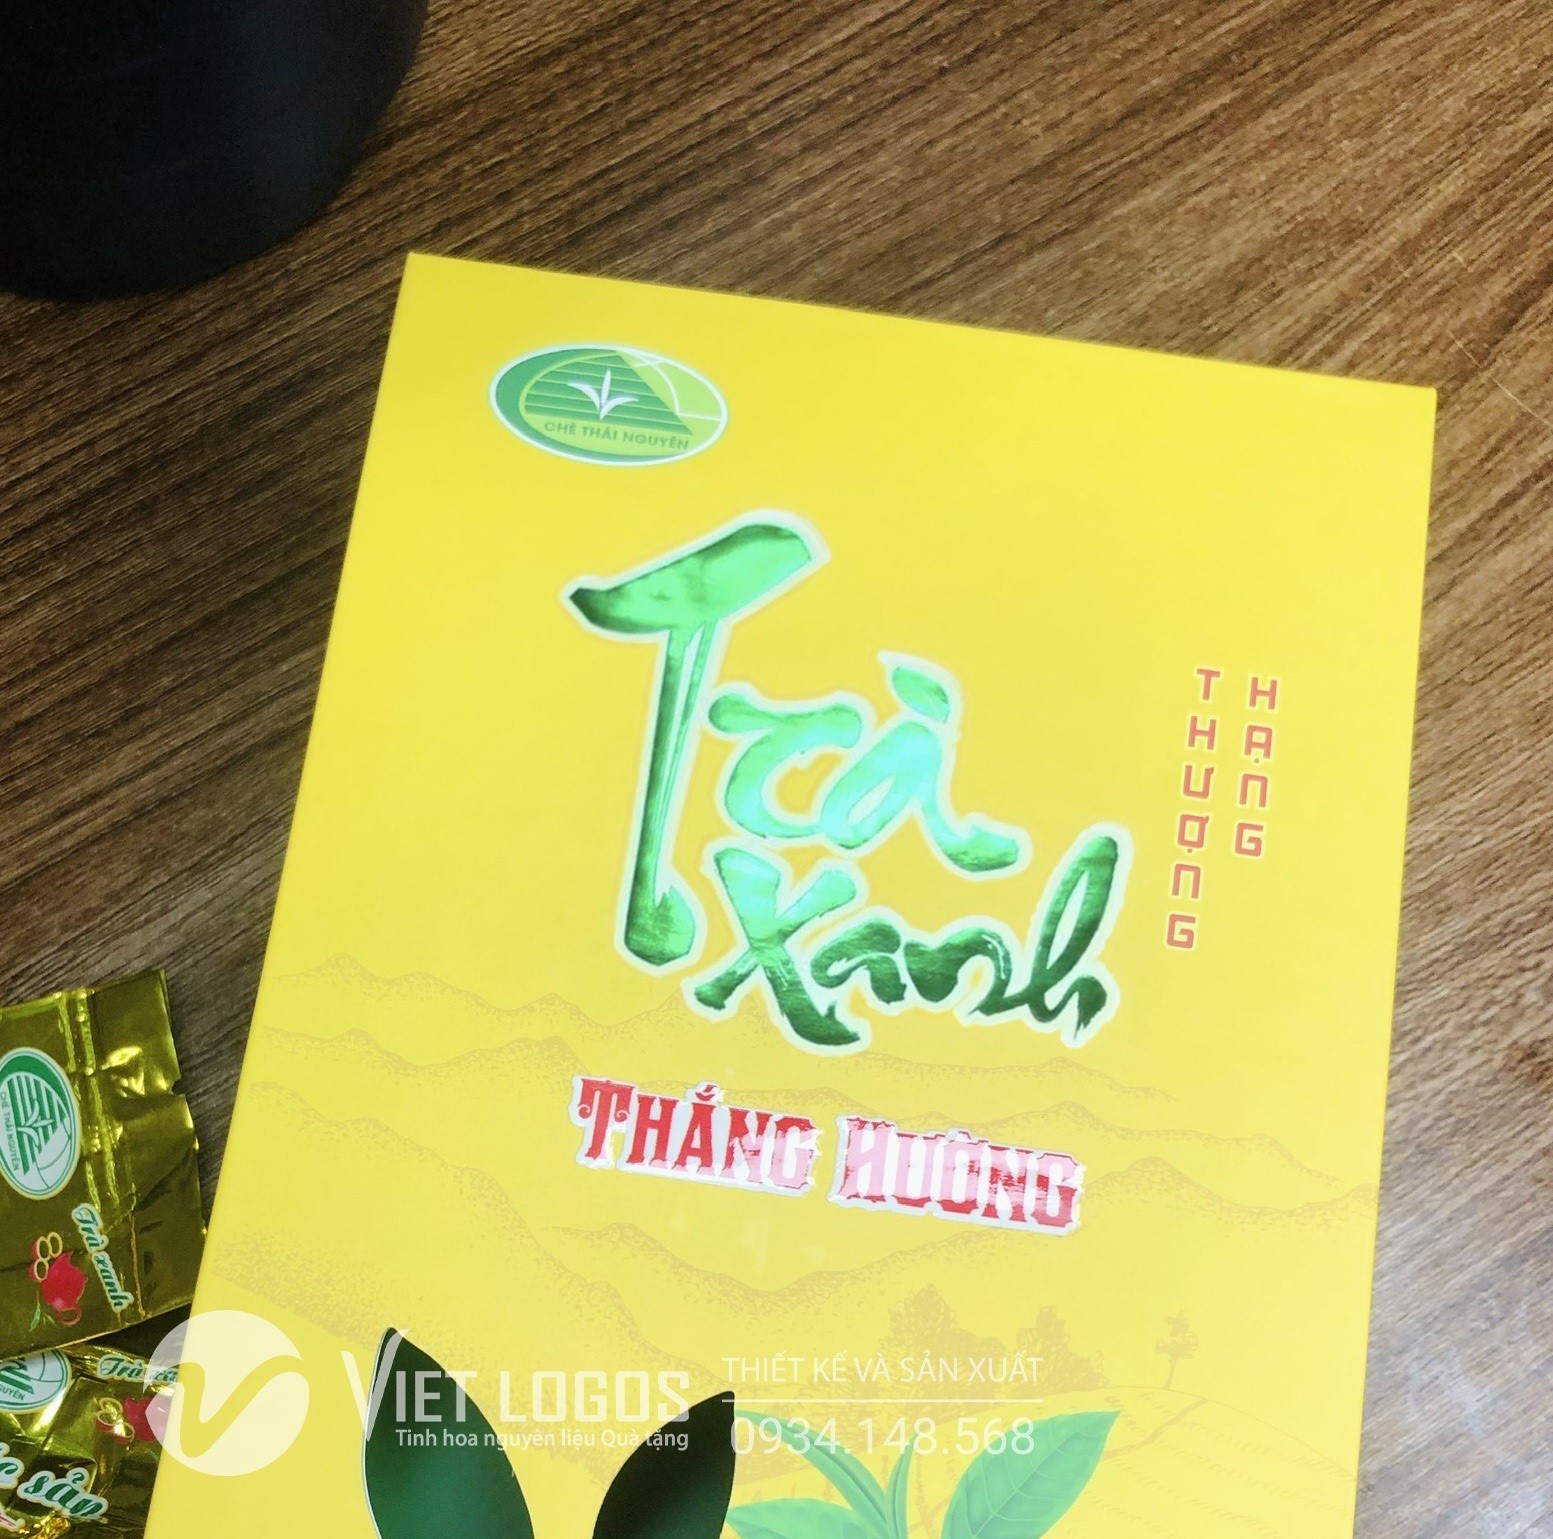 CHÈ THÁI NGUYÊN
Trà
Xanh
THƯỢNG
HẠNG
THẮNG HƯỜNG
CHÈ THÁI NGUYÊN
Trà xanh
VIET LOGOS
Tinh hoa nguyên liệu Quà tặng
THIẾT KẾ VÀ SẢN XUẤT
0934.148.568